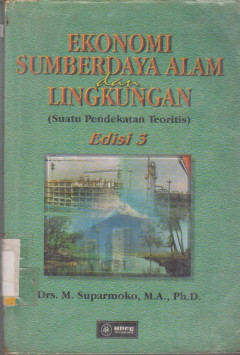 EKONOMI
SUMBERDAYA ALAM
dan
LINGKUNGAN
(Suatu Pendekatan Teoritis)
Edisi 3
Drs. M. Suparmoko, M.A., Ph.D.
BPFE